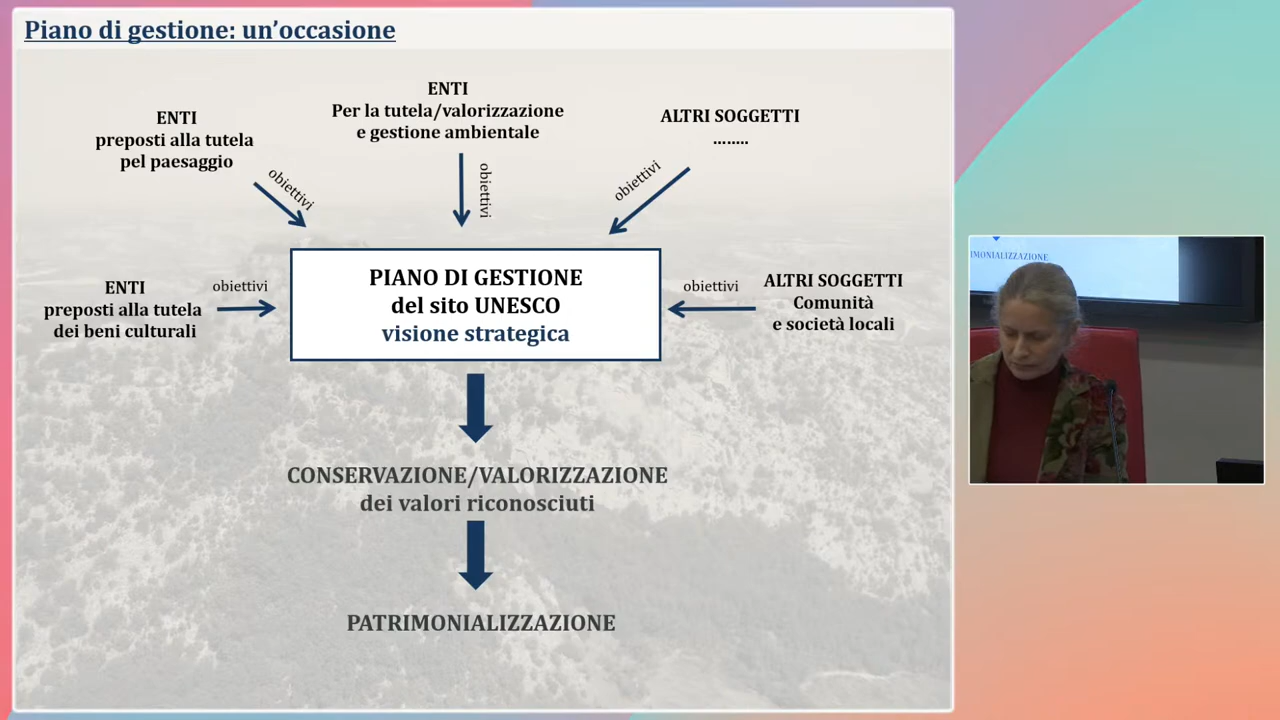 Piano di gestione: un’occasione
ENTI
preposti alla tutela
pel paesaggio
ENTI
Per la tutela/valorizzazione
e gestione ambientale
ALTRI SOGGETTI
........
obiettivi
obiettivi
obiettivi
ENTI
preposti alla tutela
dei beni culturali
obiettivi
PIANO DI GESTIONE
del sito UNESCO
visione strategica
obiettivi
ALTRI SOGGETTI
Comunità
e società locali
CONSERVAZIONE/VALORIZZAZIONE
dei valori riconosciuti
PATRIMONIALIZZAZIONE
IMONIALIZZAZIONE